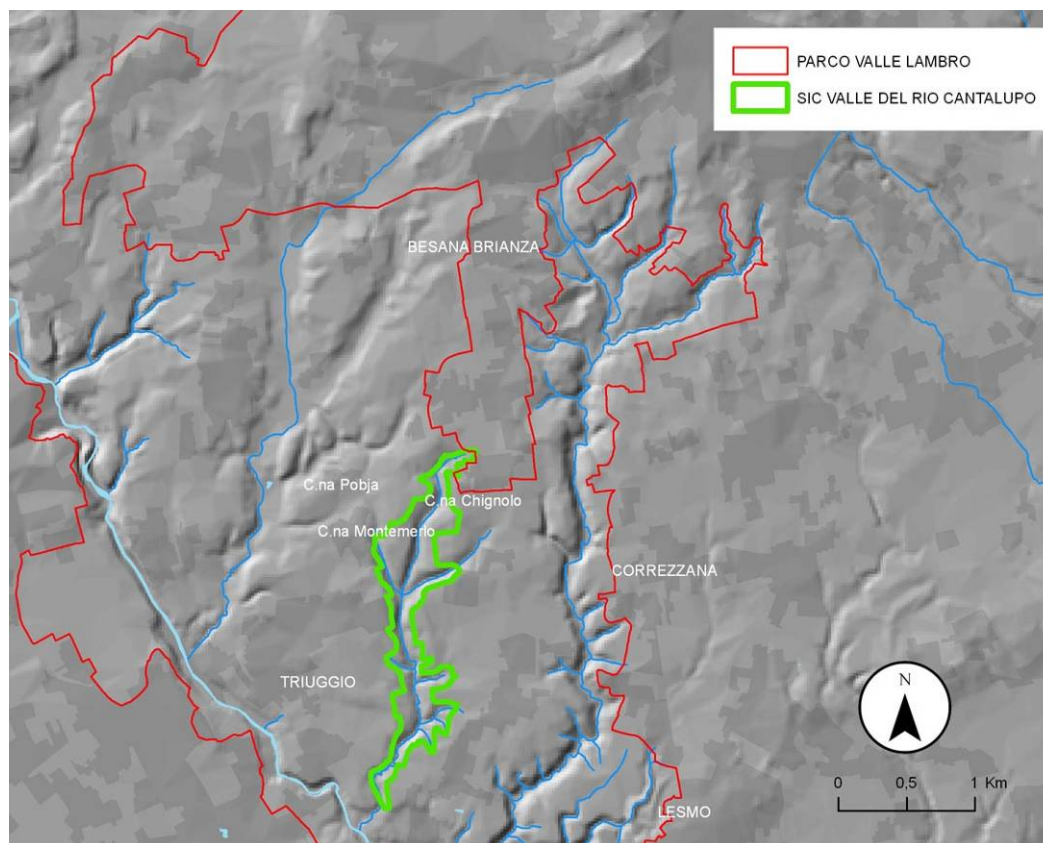 PARCO VALLE LAMBRO
SIC VALLE DEL RIO CANTALUPO
BESANA BRIANZA
C.na Pobja
C.na Chignolo
C.na Montemerlo
CORREZZANA
TRIUGGIO
N
0 0,5 1 Km
LESMO